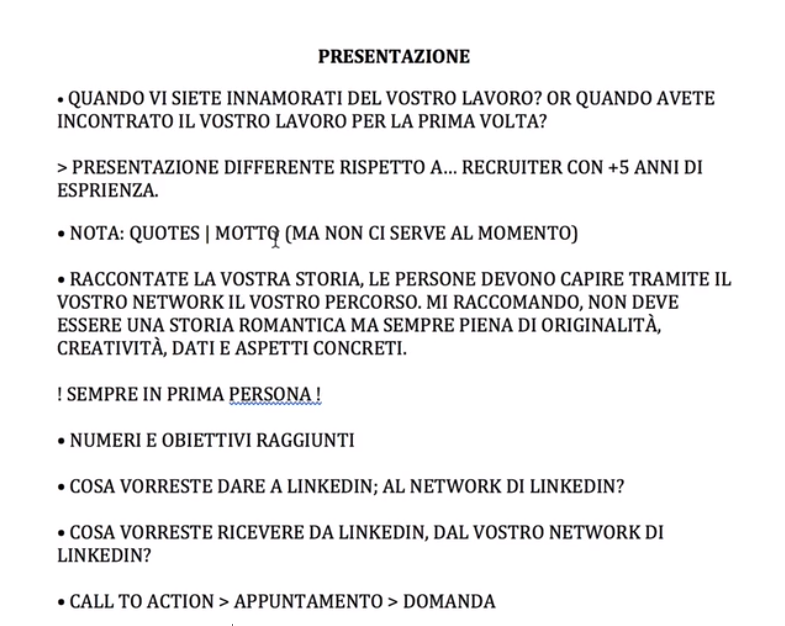 PRESENTAZIONE
• QUANDO VI SIETE INNAMORATI DEL VOSTRO LAVORO? OR QUANDO AVETE
INCONTRATO IL VOSTRO LAVORO PER LA PRIMA VOLTA?
> PRESENTAZIONE DIFFERENTE RISPETTO A... RECRUITER CON +5 ANNI DI
ESPRIENZA.
• NOTA: QUOTES | MOTTO (MA NON CI SERVE AL MOMENTO)
• RACCONTATE LA VOSTRA STORIA, LE PERSONE DEVONO CAPIRE TRAMITE IL
VOSTRO NETWORK IL VOSTRO PERCORSO. MI RACCOMANDO, NON DEVE
ESSERE UNA STORIA ROMANTICA MA SEMPRE PIENA DI ORIGINALITÀ,
CREATIVITÀ, DATI E ASPETTI CONCRETI.
! SEMPRE IN PRIMA PERSONA !
• NUMERI E OBIETTIVI RAGGIUNTI
• COSA VORRESTE DARE A LINKEDIN; AL NETWORK DI LINKEDIN?
• COSA VORRESTE RICEVERE DA LINKEDIN, DAL VOSTRO NETWORK DI
LINKEDIN?
• CALL TO ACTION > APPUNTAMENTO > DOMANDA